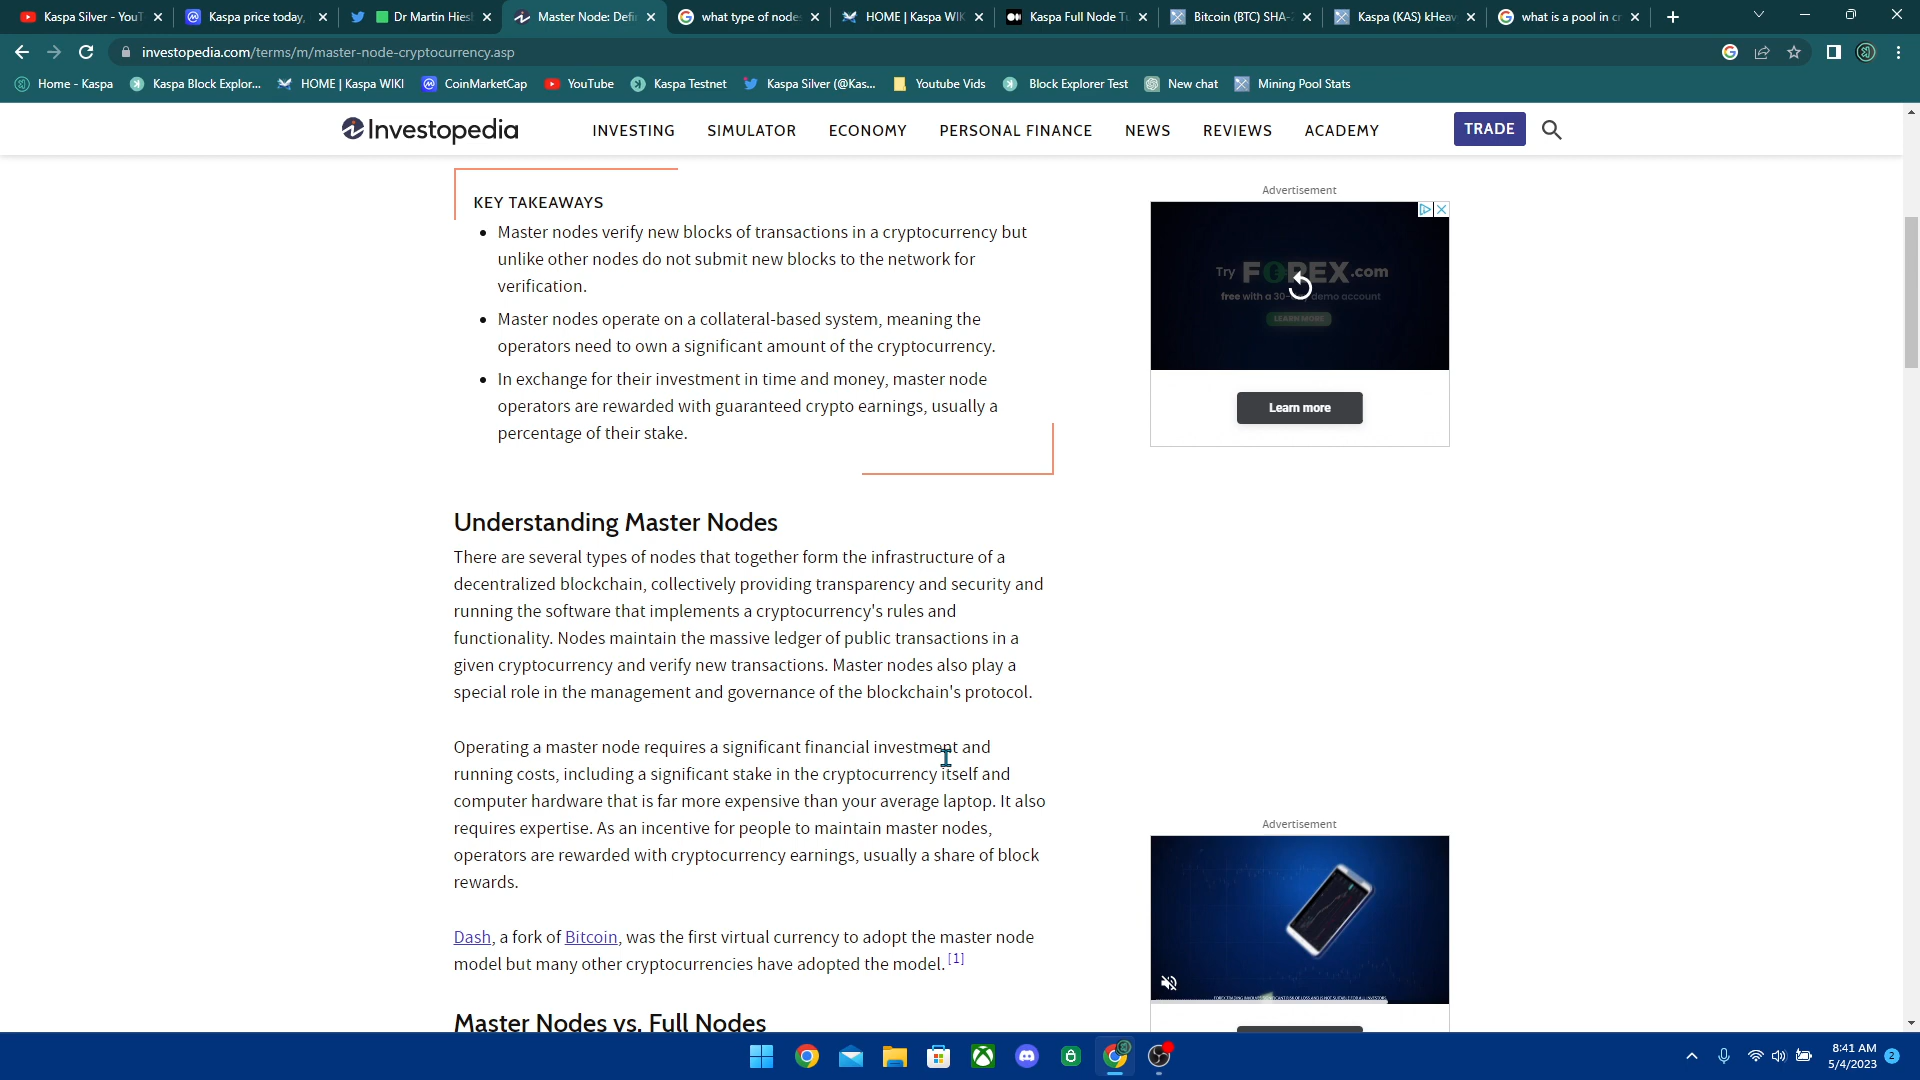 Kaspa Silver - YouT
Kaspa price today,
Dr Martin Hies
Master Node: Defi
what type of node
HOME | Kaspa WIK
Kaspa Full Node Tu
Bitcoin (BTC) SHA-2
Kaspa (KAS) kHeav
what is a pool in cr
investopedia.com/terms/m/master-node-cryptocurrency.asp
Home - Kaspa
Kaspa Block Explor...
HOME | Kaspa WIKI
CoinMarketCap
YouTube
Kaspa Testnet
Kaspa Silver (@Kas...
Youtube Vids
Block Explorer Test
New chat
Mining Pool Stats
Investopedia
INVESTING
SIMULATOR
ECONOMY
PERSONAL FINANCE
NEWS
REVIEWS
ACADEMY
TRADE
KEY TAKEAWAYS
• Master nodes verify new blocks of transactions in a cryptocurrency but
unlike other nodes do not submit new blocks to the network for
verification.
• Master nodes operate on a collateral-based system, meaning the
operators need to own a significant amount of the cryptocurrency.
• In exchange for their investment in time and money, master node
operators are rewarded with guaranteed crypto earnings, usually a
percentage of their stake.
Understanding Master Nodes
There are several types of nodes that together form the infrastructure of a
decentralized blockchain, collectively providing transparency and security and
running the software that implements a cryptocurrency's rules and
functionality. Nodes maintain the massive ledger of public transactions in a
given cryptocurrency and verify new transactions. Master nodes also play a
special role in the management and governance of the blockchain's protocol.
Operating a master node requires a significant financial investment and
running costs, including a significant stake in the cryptocurrency itself and
computer hardware that is far more expensive than your average laptop. It also
requires expertise. As an incentive for people to maintain master nodes,
operators are rewarded with cryptocurrency earnings, usually a share of block
rewards.
Dash, a fork of Bitcoin, was the first virtual currency to adopt the master node
model but many other cryptocurrencies have adopted the model. [1]
Master Nodes vs. Full Nodes
Advertisement
Try FOREX.com
free with a 30-day demo account
LEARN MORE
Learn more
Advertisement
8:41 AM
5/4/2023
2